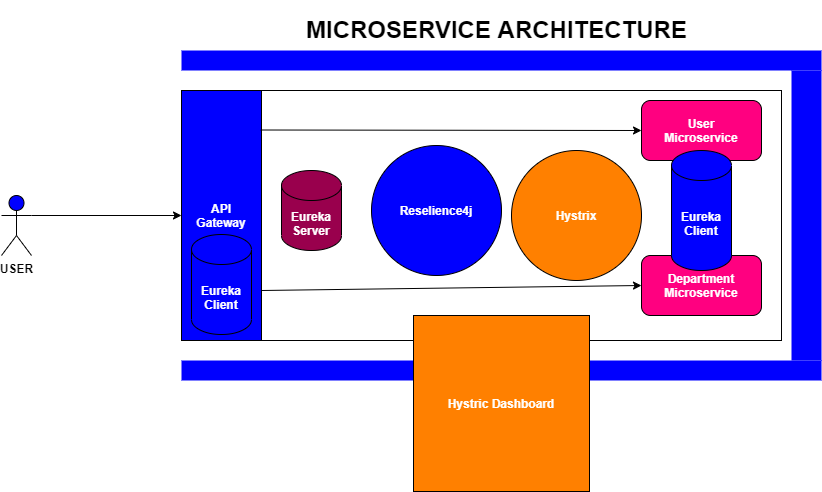 MICROSERVICE ARCHITECTURE
User
Microservice
API
Gateway
Eureka
Server
Reselience4j
Hystrix
Eureka
Client
USER
Eureka
Client
Department
Microservice
Hystric Dashboard